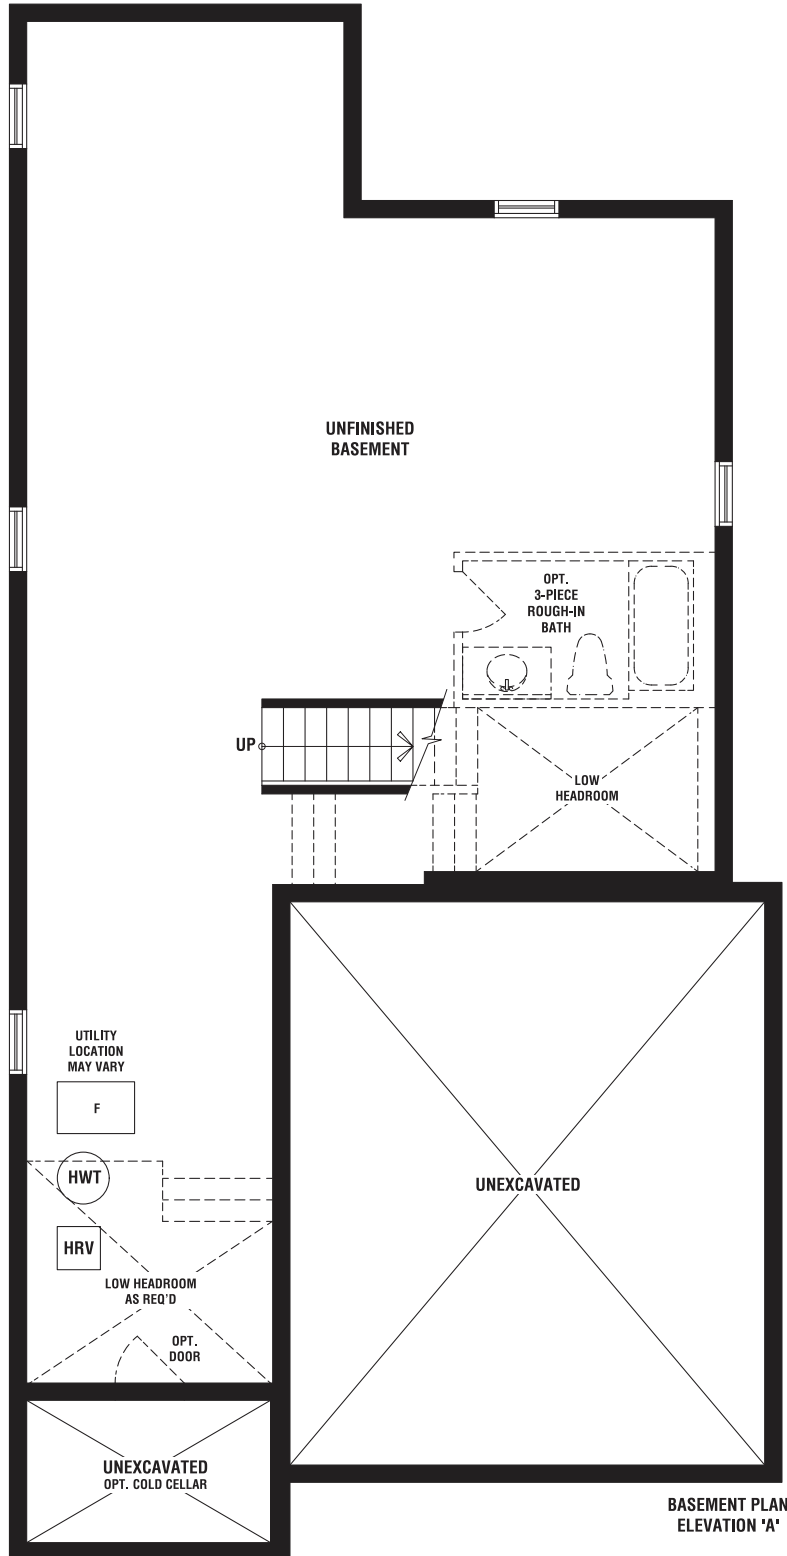 UNFINISHED
BASEMENT
OPT.
3-PIECE
ROUGH-IN
BATH
UP
LOW
HEADROOM
UTILITY
LOCATION
MAY VARY
F
HWT
UNEXCAVATED
HRV
LOW HEADROOM
AS REQ'D
OPT.
DOOR
UNEXCAVATED
OPT. COLD CELLAR
BASEMENT PLAN
ELEVATION 'A'